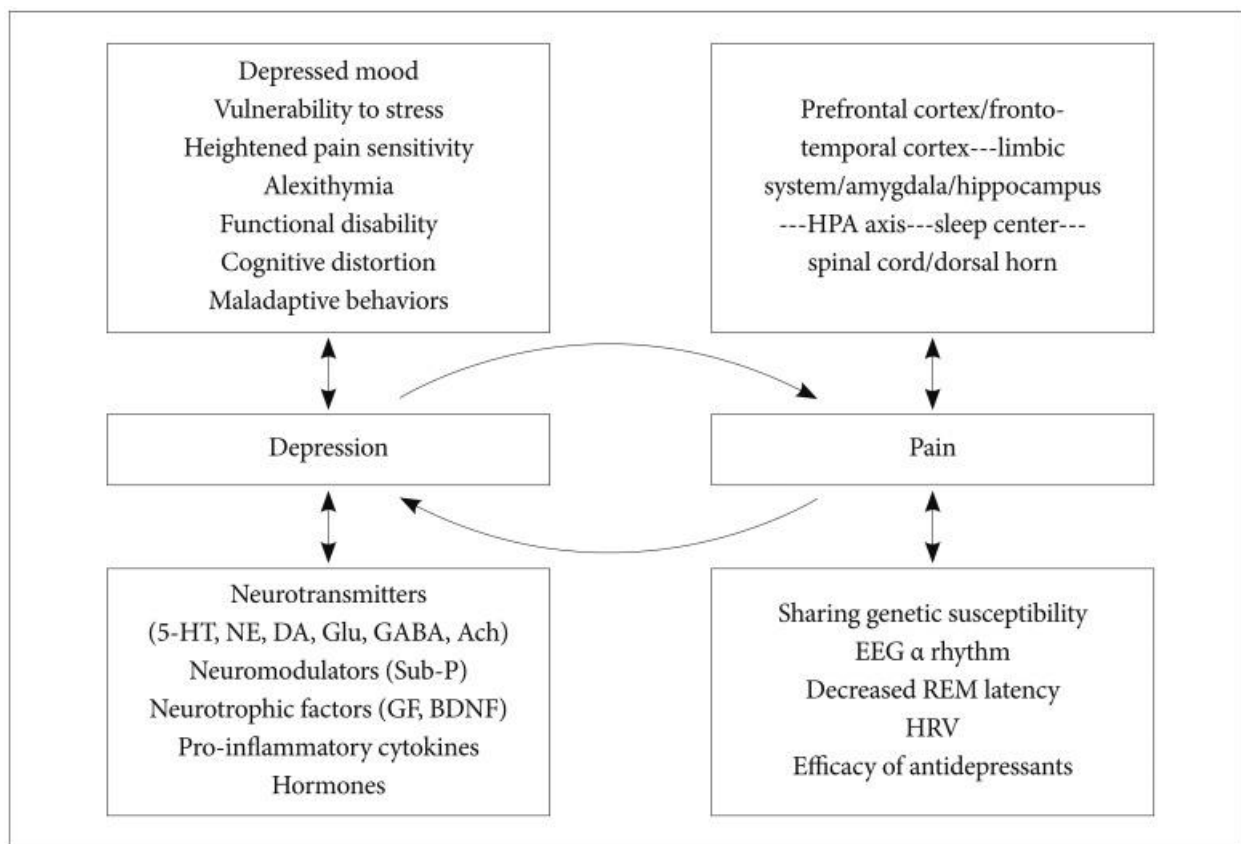 Depressed mood
Vulnerability to stress
Heightened pain sensitivity
Alexithymia
Functional disability
Cognitive distortion
Maladaptive behaviors
Prefrontal cortex/fronto-
temporal cortex---limbic
system/amygdala/hippocampus
---HPA axis---sleep center---
spinal cord/dorsal horn
Depression
Pain
Neurotransmitters
(5-HT, NE, DA, Glu, GABA, Ach)
Neuromodulators (Sub-P)
Neurotrophic factors (GF, BDNF)
Pro-inflammatory cytokines
Hormones
Sharing genetic susceptibility
EEG α rhythm
Decreased REM latency
HRV
Efficacy of antidepressants